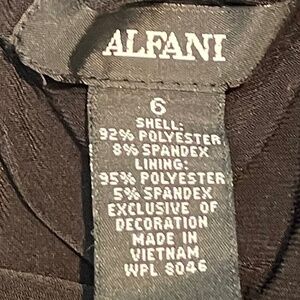 ALFANI
6
SHELL:
92% POLYESTER
8% SPANDEX
LINING:
95% POLYESTER
5% SPANDEX
EXCLUSIVE OF
DECORATION
MADE IN
VIETNAM
WPL 8046